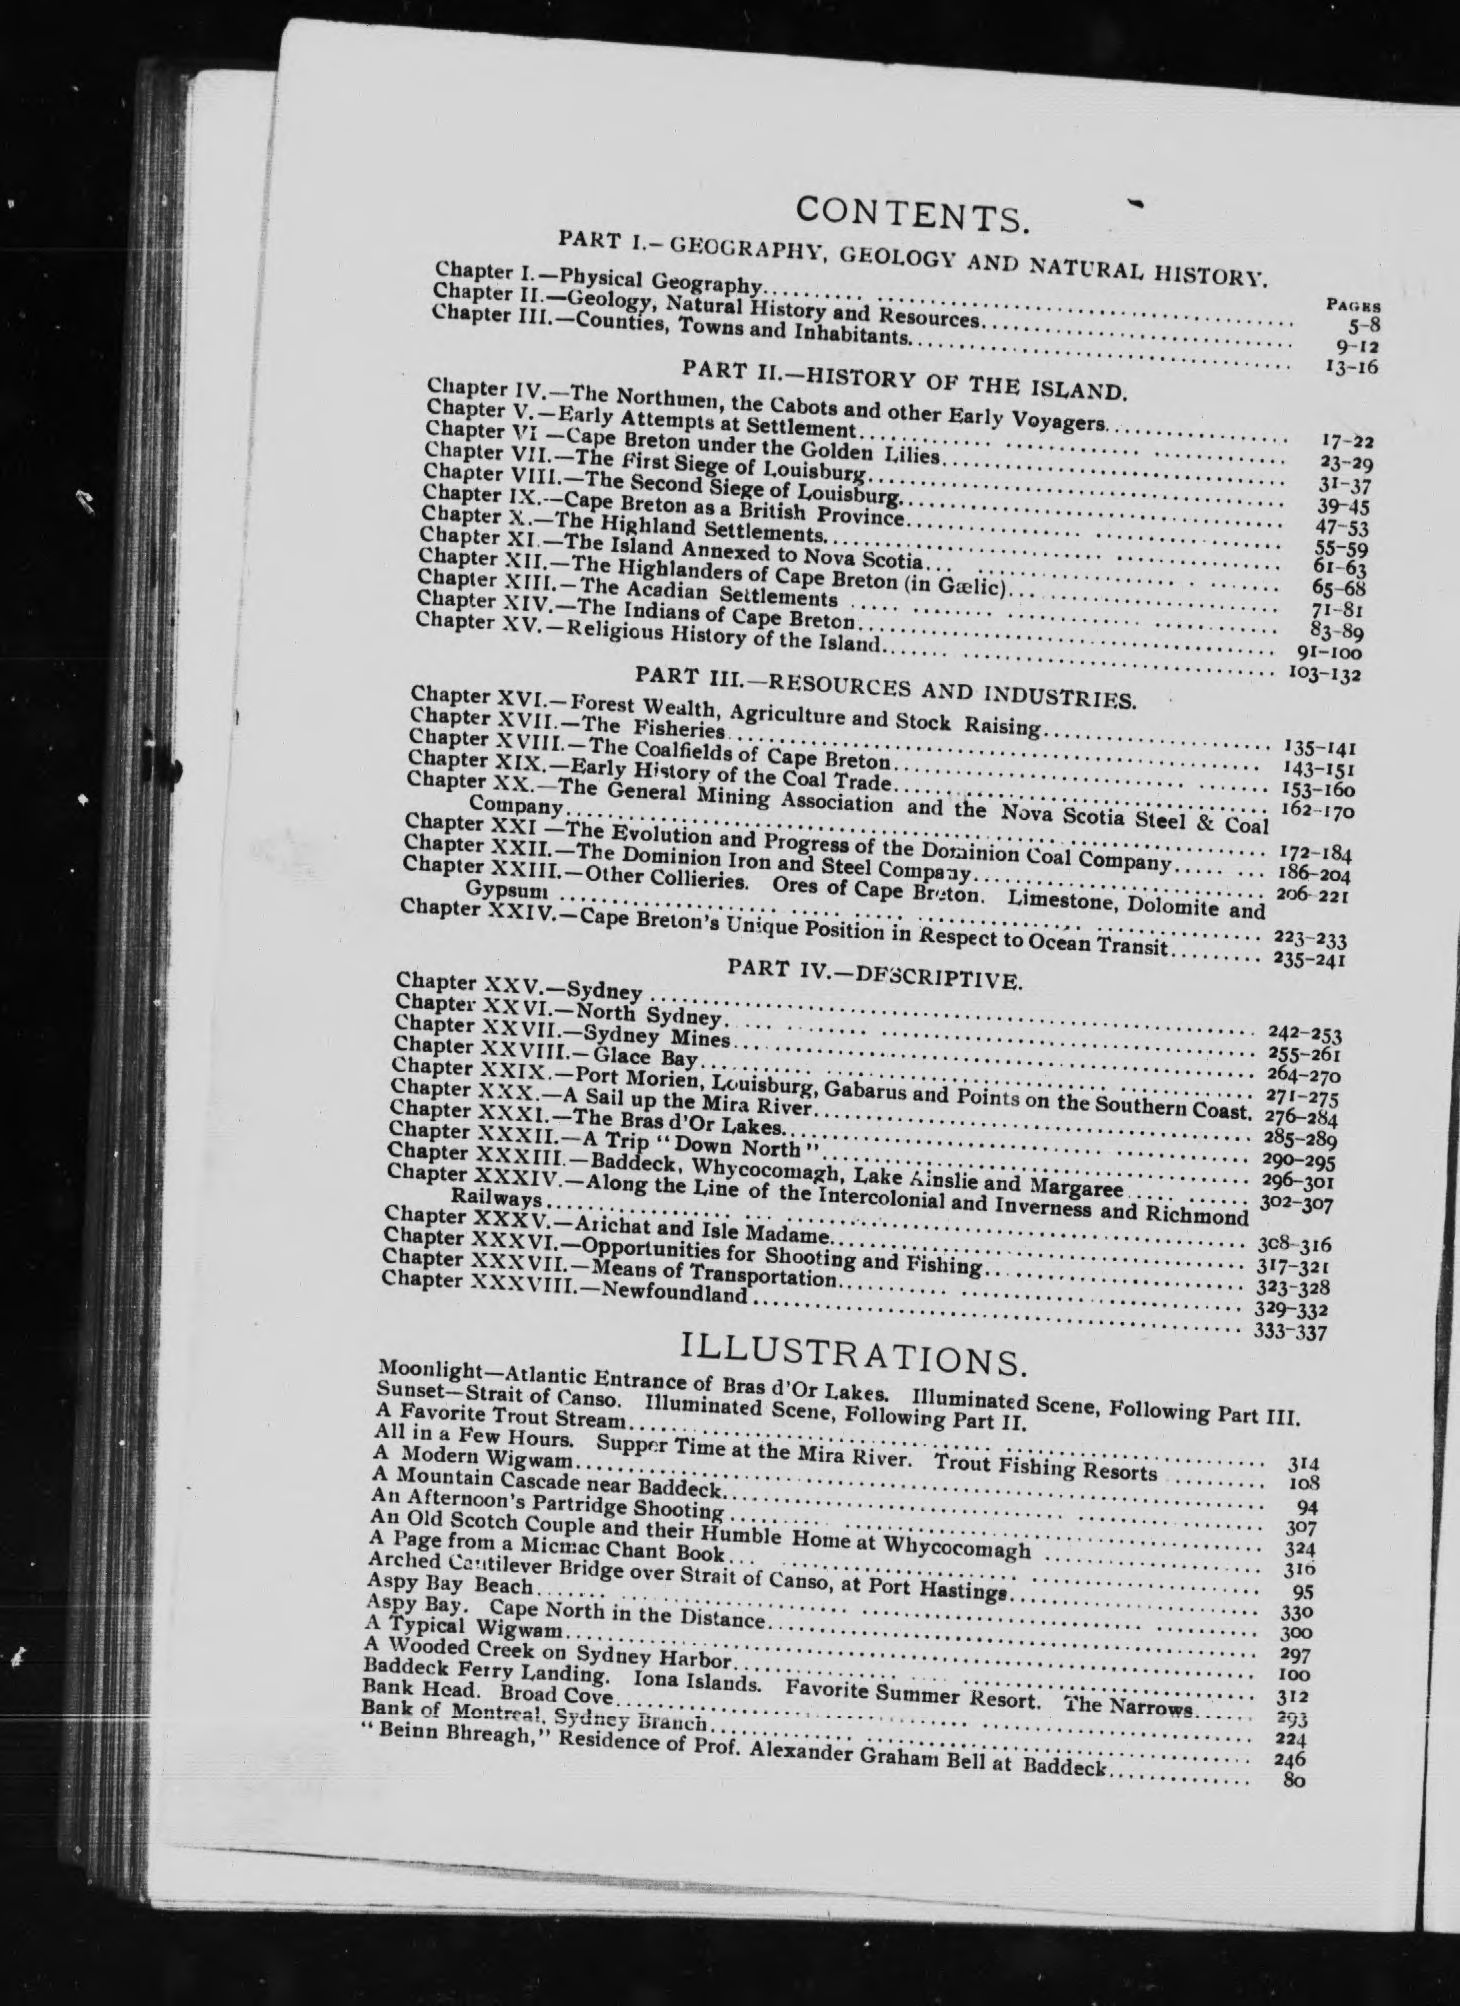 CONTENTS.
PART I.—GEOGRAPHY, GEOLOGY AND NATURAL HISTORY.
PAGES
Chapter I.—Physical Geography........ 5-8
Chapter II.—Geology, Natural History and Resources........ 9-12
Chapter III.—Counties, Towns and Inhabitants........ 13-16
PART II.—HISTORY OF THE ISLAND.
Chapter IV.—The Northmen, the Cabots and other Early Voyagers........ 17-22
Chapter V.—Early Attempts at Settlement........ 23-29
Chapter VI —Cape Breton under the Golden Lilies........ 31-37
Chapter VII.—The First Siege of Louisburg........ 39-45
Chapter VIII.—The Second Siege of Louisburg........ 47-53
Chapter IX.—Cape Breton as a British Province........ 55-59
Chapter X.—The Highland Settlements........ 61-63
Chapter XI.—The Island Annexed to Nova Scotia........ 65-68
Chapter XII.—The Highlanders of Cape Breton (in Gælic)........ 71-81
Chapter XIII.—The Acadian Settlements ........ 83-89
Chapter XIV.—The Indians of Cape Breton........ 91-100
Chapter XV.—Religious History of the Island........ 103-132
PART III.—RESOURCES AND INDUSTRIES.
Chapter XVI.—Forest Wealth, Agriculture and Stock Raising........ 135-141
Chapter XVII.—The Fisheries........ 143-151
Chapter XVIII.—The Coalfields of Cape Breton........ 153-160
Chapter XIX.—Early History of the Coal Trade........ 162-170
Chapter XX.—The General Mining Association and the Nova Scotia Steel & Coal
Company........ 172-184
Chapter XXI —The Evolution and Progress of the Dominion Coal Company........ 186-204
Chapter XXII.—The Dominion Iron and Steel Company........ 206-221
Chapter XXIII.—Other Collieries. Ores of Cape Breton. Limestone, Dolomite and
Gypsum ........ 223-233
Chapter XXIV.—Cape Breton's Unique Position in Respect to Ocean Transit........ 235-241
PART IV.—DESCRIPTIVE.
Chapter XXV.—Sydney ........ 242-253
Chapter XXVI.—North Sydney........ 255-261
Chapter XXVII.—Sydney Mines........ 264-270
Chapter XXVIII.—Glace Bay........ 271-275
Chapter XXIX.—Port Morien, Louisburg, Gabarus and Points on the Southern Coast. 276-284
Chapter XXX.—A Sail up the Mira River........ 285-289
Chapter XXXI.—The Bras d'Or Lakes........ 290-295
Chapter XXXII.—A Trip "Down North"........ 296-301
Chapter XXXIII.—Baddeck, Whycocomagh, Lake Ainslie and Margaree........ 302-307
Chapter XXXIV.—Along the Line of the Intercolonial and Inverness and Richmond
Railways........ 308-316
Chapter XXXV.—Arichat and Isle Madame........ 317-321
Chapter XXXVI.—Opportunities for Shooting and Fishing........ 323-328
Chapter XXXVII.—Means of Transportation........ 329-332
Chapter XXXVIII.—Newfoundland........ 333-337
ILLUSTRATIONS.
Moonlight—Atlantic Entrance of Bras d'Or Lakes. Illuminated Scene, Following Part III.
Sunset—Strait of Canso. Illuminated Scene, Following Part II.
A Favorite Trout Stream........ 314
All in a Few Hours. Supper Time at the Mira River. Trout Fishing Resorts ........ 108
A Modern Wigwam........ 94
A Mountain Cascade near Baddeck........ 307
An Afternoon's Partridge Shooting ........ 324
An Old Scotch Couple and their Humble Home at Whycocomagh ........ 316
A Page from a Micmac Chant Book........ 95
Arched Cantilever Bridge over Strait of Canso, at Port Hastings........ 330
Aspy Bay Beach........ 300
Aspy Bay. Cape North in the Distance........ 297
A Typical Wigwam........ 100
A Wooded Creek on Sydney Harbor........ 312
Baddeck Ferry Landing. Iona Islands. Favorite Summer Resort. The Narrows........ 293
Bank Head. Broad Cove........ 224
Bank of Montreal, Sydney Branch........ 246
"Beinn Bhreagh," Residence of Prof. Alexander Graham Bell at Baddeck........ 80